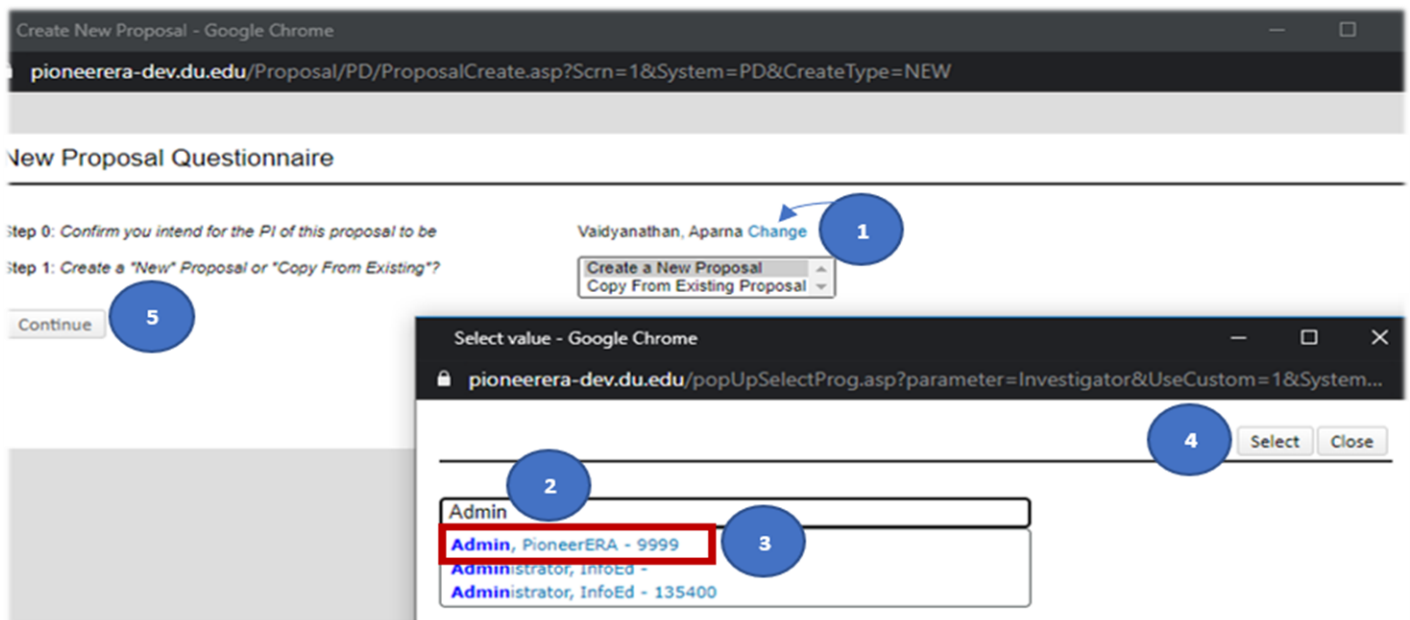 Create New Proposal - Google Chrome
pioneerera-dev.du.edu/Proposal/PD/ProposalCreate.asp?Scrn=1&System=PD&CreateType=NEW
New Proposal Questionnaire
Step 0: Confirm you intend for the PI of this proposal to be Vaidyanathan, Aparna Change 1
Step 1: Create a "New" Proposal or "Copy From Existing"? Create a New Proposal
Copy From Existing Proposal
Continue 5
Select value - Google Chrome
pioneerera-dev.du.edu/popUpSelectProg.asp?parameter=Investigator&UseCustom=1&System...
4 Select Close
2
Admin
Admin, PioneerERA - 9999 3
Administrator, InfoEd -
Administrator, InfoEd - 135400